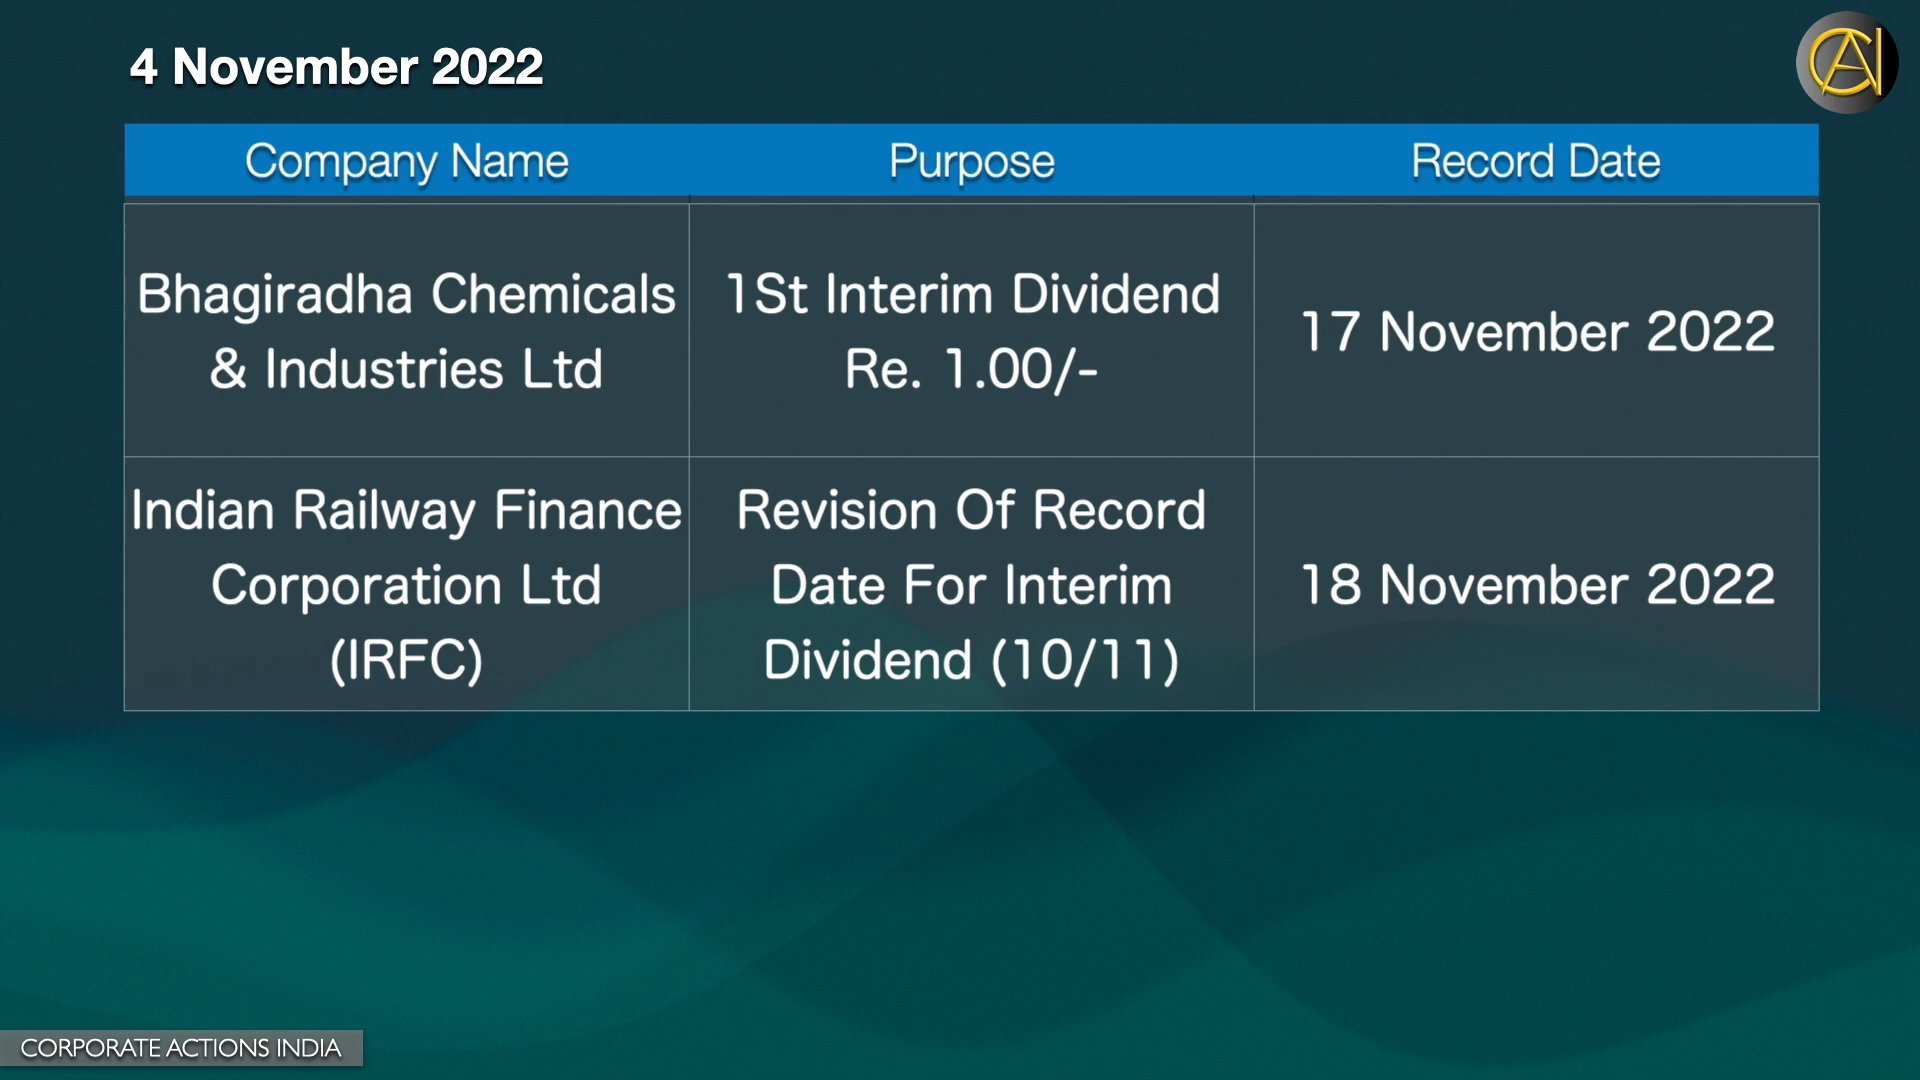 4 November 2022
Company Name Purpose Record Date
Bhagiradha Chemicals
& Industries Ltd
1St Interim Dividend
Re. 1.00/-
17 November 2022
Indian Railway Finance
Corporation Ltd
(IRFC)
Revision Of Record
Date For Interim
Dividend (10/11)
18 November 2022
CORPORATE ACTIONS INDIA
CAI